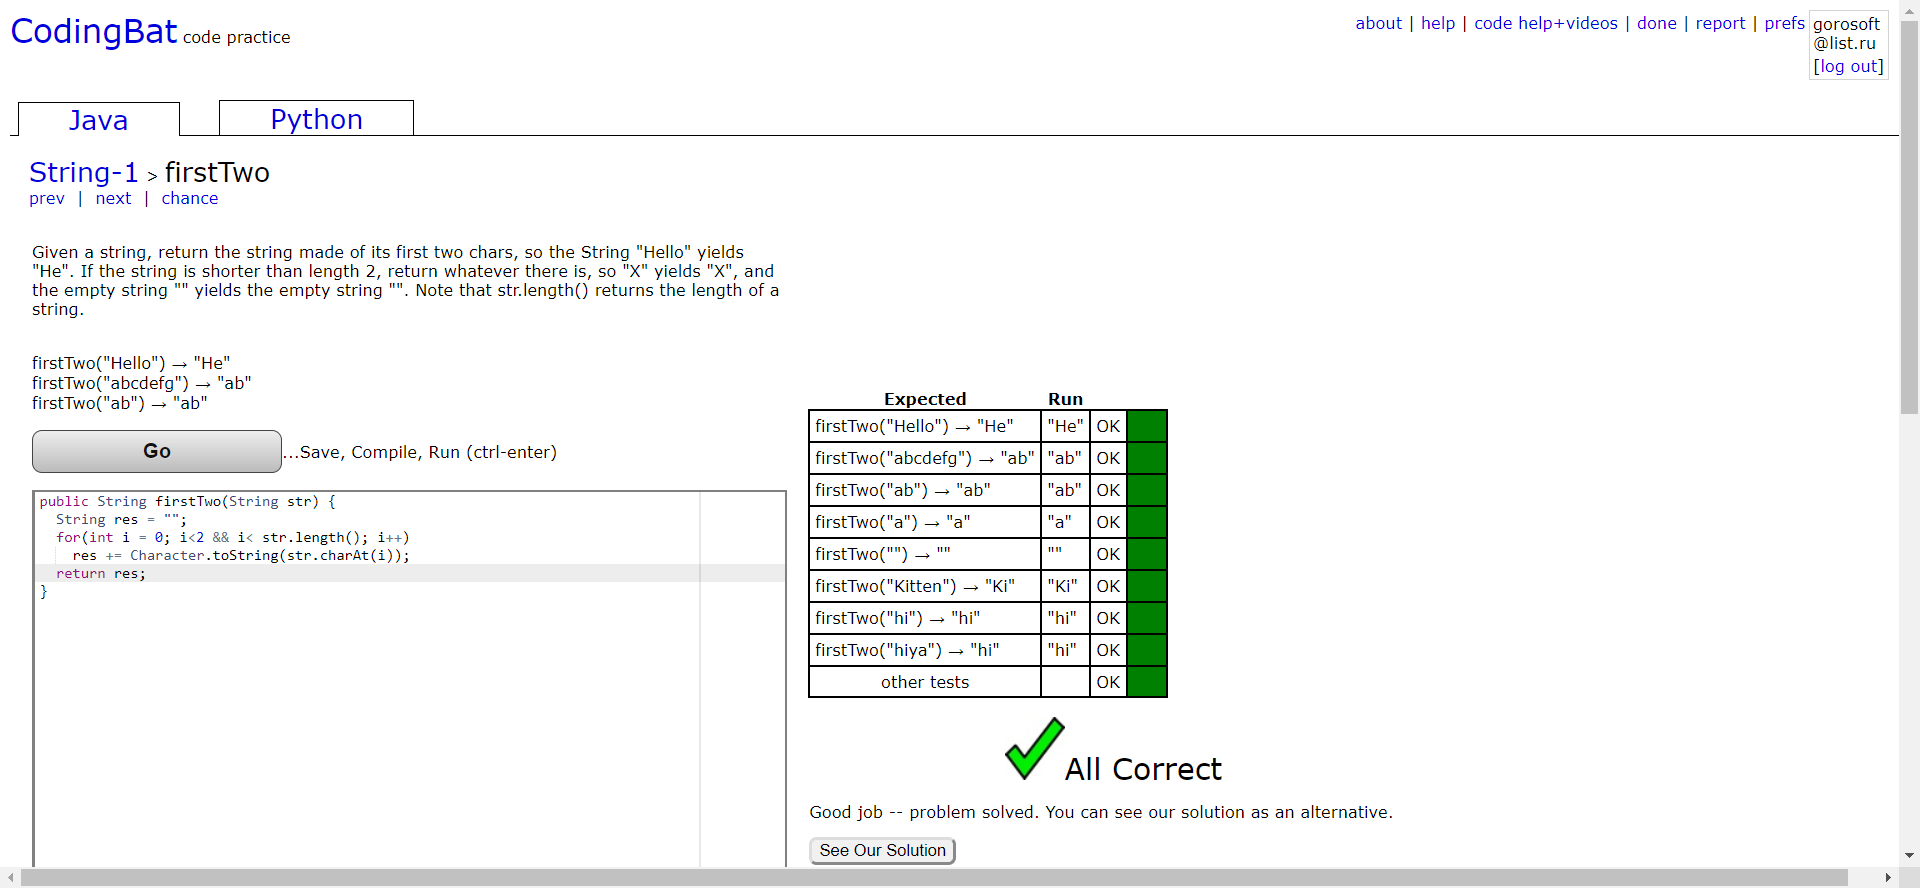 CodingBat code practice
about | help | code help+videos | done | report | prefs
gorosoft
@list.ru
[log out]
Java
Python
String-1 > firstTwo
prev | next | chance
Given a string, return the string made of its first two chars, so the String "Hello" yields
"He". If the string is shorter than length 2, return whatever there is, so "X" yields "X", and
the empty string "" yields the empty string "". Note that str.length() returns the length of a
string.
firstTwo("Hello") → "He"
firstTwo("abcdefg") → "ab"
firstTwo("ab") → "ab"
Go
...Save, Compile, Run (ctrl-enter)
public String firstTwo(String str) {
  String res = "";
  for(int i = 0; i<2 && i< str.length(); i++)
    res += Character.toString(str.charAt(i));
  return res;
}
Expected Run
firstTwo("Hello") → "He" "He" OK
firstTwo("abcdefg") → "ab" "ab" OK
firstTwo("ab") → "ab" "ab" OK
firstTwo("a") → "a" "a" OK
firstTwo("") → "" "" OK
firstTwo("Kitten") → "Ki" "Ki" OK
firstTwo("hi") → "hi" "hi" OK
firstTwo("hiya") → "hi" "hi" OK
other tests OK
All Correct
Good job -- problem solved. You can see our solution as an alternative.
See Our Solution